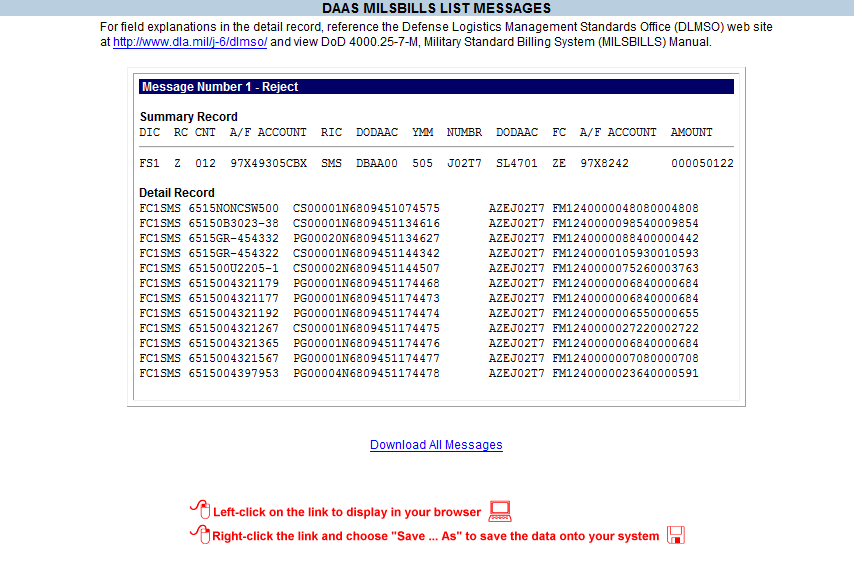 DAAS MILSBILLS LIST MESSAGES
For field explanations in the detail record, reference the Defense Logistics Management Standards Office (DLMSO) web site
at http://www.dla.mil/j-6/dlmso/ and view DoD 4000.25-7-M, Military Standard Billing System (MILSBILLS) Manual.
Message Number 1 - Reject
Summary Record
DIC RC CNT A/F ACCOUNT RIC DODAAC YMM NUMBR DODAAC FC A/F ACCOUNT AMOUNT
FS1 Z 012 97X49305CBX SMS DBAA00 505 J02T7 SL4701 ZE 97X8242 000050122
Detail Record
FC1SMS 6515NONCSW500 CS00001N6809451074575 AZEJ02T7 FM1240000048080004808
FC1SMS 65150B3023-38 CS00001N6809451134616 AZEJ02T7 FM1240000098540009854
FC1SMS 6515GR-454332 PG00020N6809451134627 AZEJ02T7 FM1240000088400000442
FC1SMS 6515GR-454322 CS00001N6809451144342 AZEJ02T7 FM1240000105930010593
FC1SMS 651500U2205-1 CS00002N6809451144507 AZEJ02T7 FM1240000075260003763
FC1SMS 6515004321179 PG00001N6809451174468 AZEJ02T7 FM1240000006840000684
FC1SMS 6515004321177 PG00001N6809451174473 AZEJ02T7 FM1240000006840000684
FC1SMS 6515004321192 PG00001N6809451174474 AZEJ02T7 FM1240000006550000655
FC1SMS 6515004321267 CS00001N6809451174475 AZEJ02T7 FM1240000027220002722
FC1SMS 6515004321365 PG00001N6809451174476 AZEJ02T7 FM1240000006840000684
FC1SMS 6515004321567 PG00001N6809451174477 AZEJ02T7 FM1240000007080000708
FC1SMS 6515004397953 PG00004N6809451174478 AZEJ02T7 FM1240000023640000591
Download All Messages
Left-click on the link to display in your browser
Right-click the link and choose "Save ... As" to save the data onto your system